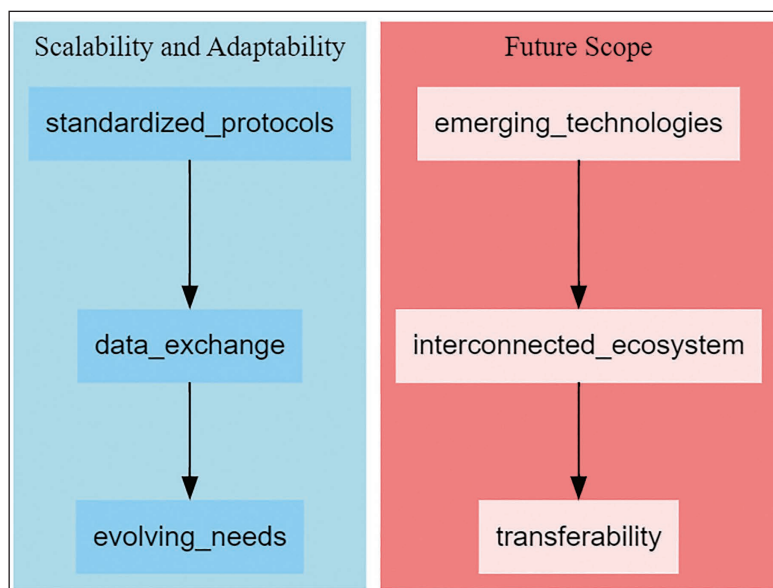 Scalability and Adaptability
standardized_protocols
data_exchange
evolving_needs
Future Scope
emerging_technologies
interconnected_ecosystem
transferability